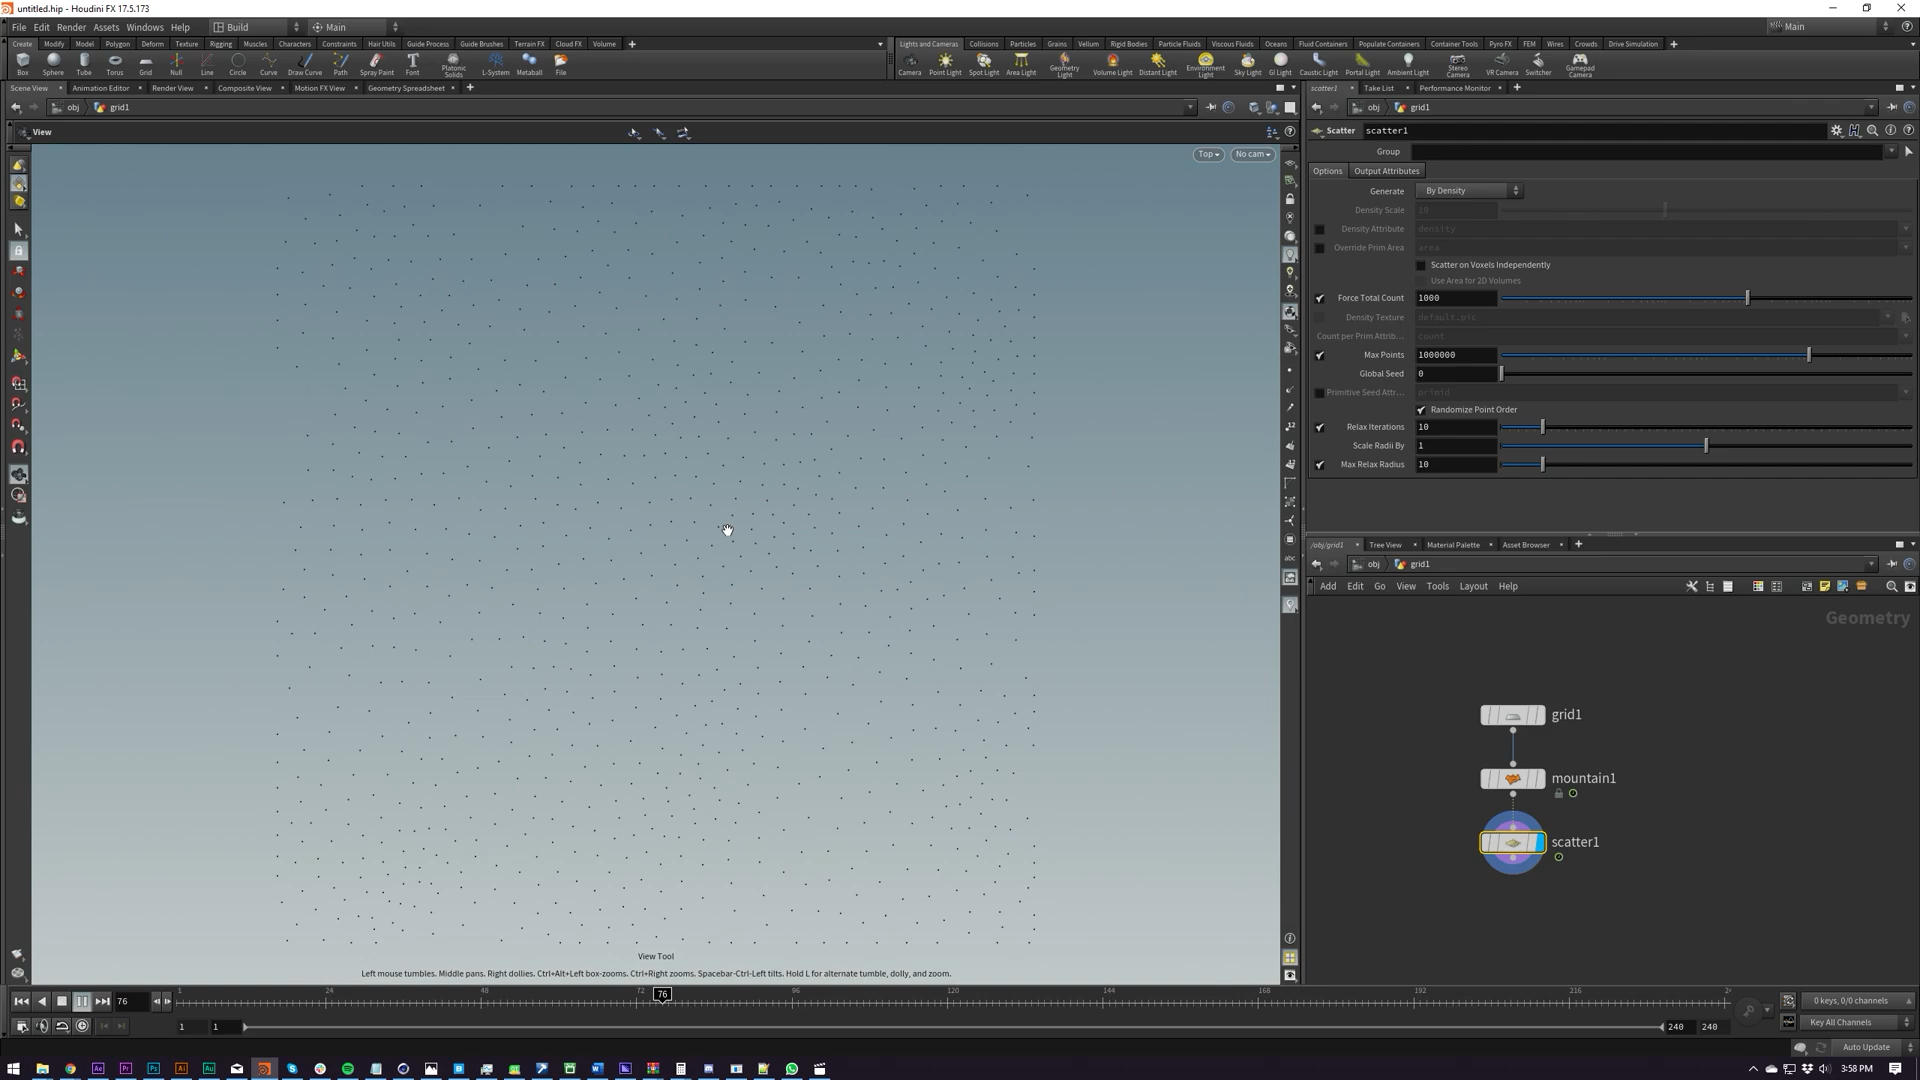 untitled.hip - Houdini FX 17.5.173
File Edit Render Assets Windows Help Build Main Main
Create Modify Model Polygon Deform Texture Rigging Muscles Characters Constraints Hair Utils Guide Process Guide Brushes Terrain FX Cloud FX Volume
Lights and Cameras Collisions Particles Grains Vellum Rigid Bodies Particle Fluids Viscous Fluids Oceans Fluid Containers Populate Containers Container Tools Pyro FX FEM Wires Crowds Drive Simulation
Box Sphere Tube Torus Grid Null Line Circle Curve Draw Curve Path Spray Paint Font Platonic Solids L-System Metaball File
Camera Point Light Spot Light Area Light Geometry Light Volume Light Distant Light Environment Light Sky Light GI Light Caustic Light Portal Light Ambient Light Stereo Camera VR Camera Switcher Gamepad Camera
Scene View Animation Editor Render View Composite View Motion FX View Geometry Spreadsheet
scatter1 Take List Performance Monitor
obj grid1
obj grid1
View
Top No cam
Scatter scatter1
Group
Options Output Attributes
Generate By Density
Density Scale 10
Density Attribute density
Override Prim Area area
Scatter on Voxels Independently
Use Area for 2D Volumes
Force Total Count 1000
Density Texture default.pic
Count per Prim Attrib... count
Max Points 1000000
Global Seed 0
Primitive Seed Attr... primid
Randomize Point Order
Relax Iterations 10
Scale Radii By 1
Max Relax Radius 10
/obj/grid1 Tree View Material Palette Asset Browser
obj grid1
Add Edit Go View Tools Layout Help
Geometry
grid1
mountain1
scatter1
abc
View Tool
Left mouse tumbles. Middle pans. Right dollies. Ctrl+Alt+Left box-zooms. Ctrl+Right zooms. Spacebar-Ctrl-Left tilts. Hold L for alternate tumble, dolly, and zoom.
76
1 24 48 72 76 96 120 144 168 192 216
0 keys, 0/0 channels
1 1 240 240
Key All Channels
Auto Update
3:58 PM